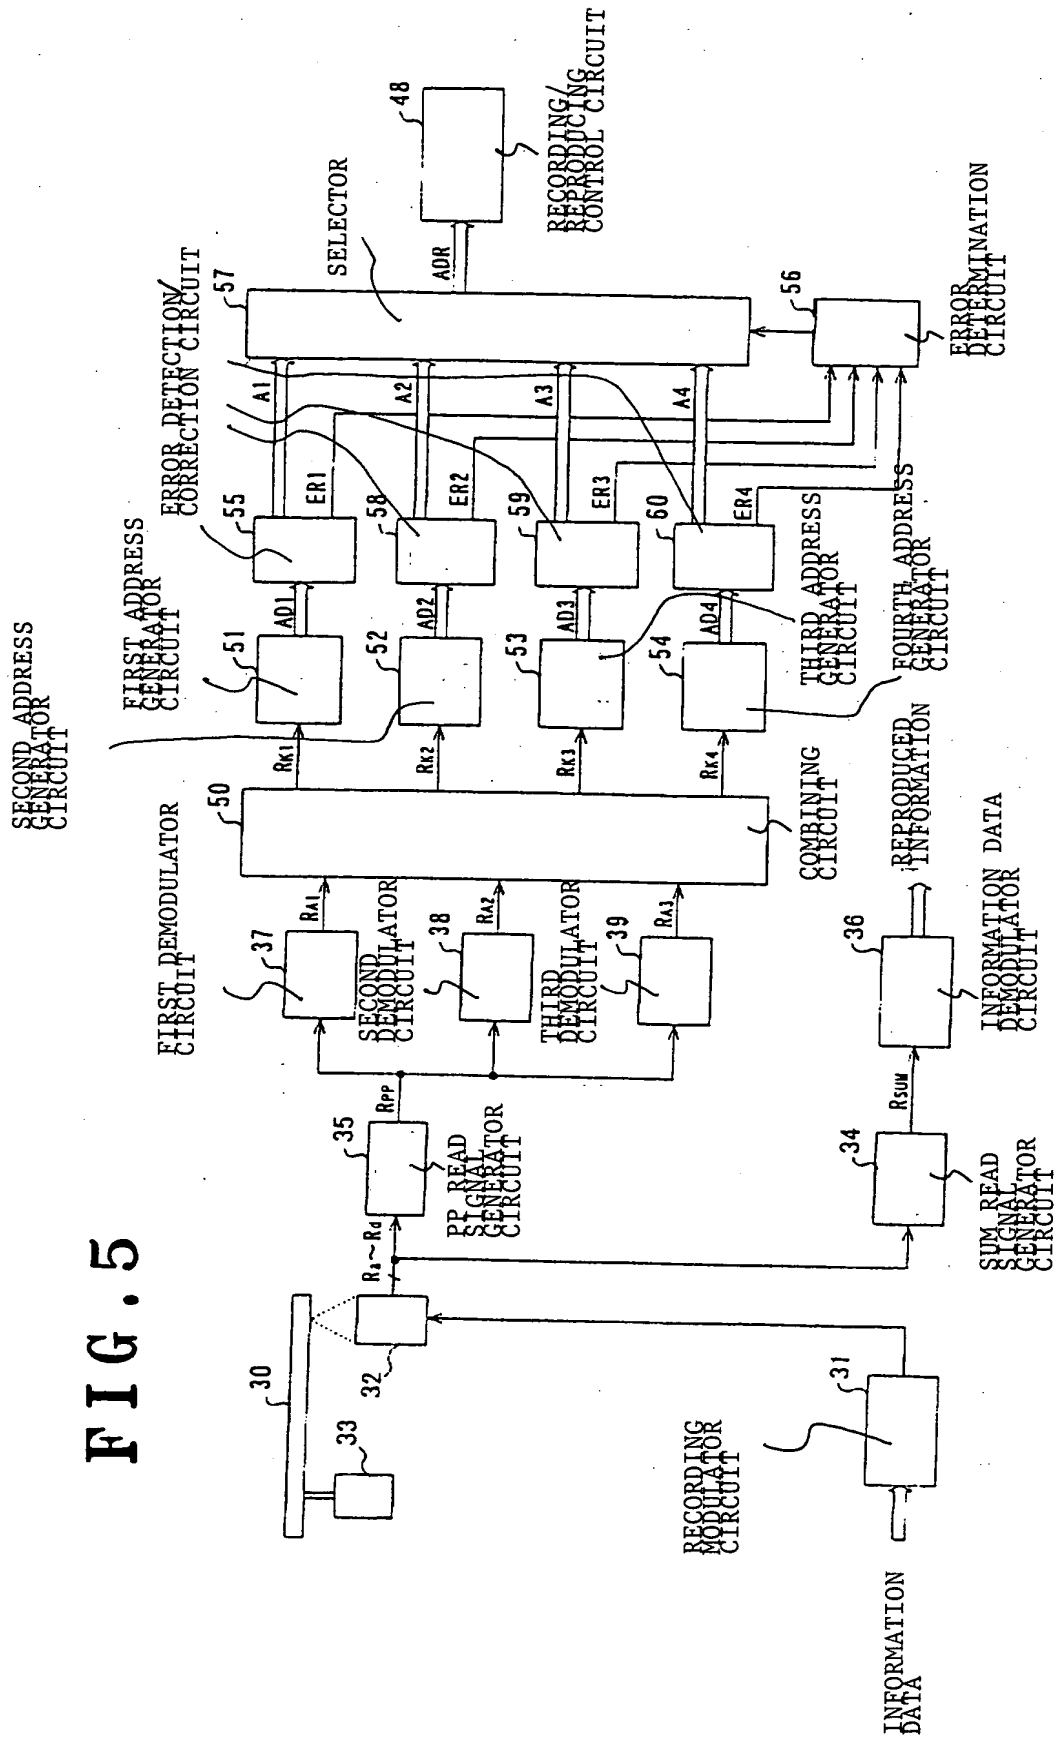 FIG.5
30
33
32
Ra~Rd
35
PP READ
SIGNAL
GENERATOR
CIRCUIT
RPP
INFORMATION
DATA
31
RECORDING
MODULATOR
CIRCUIT
34
SUM READ
SIGNAL
GENERATOR
CIRCUIT
RSUM
36
INFORMATION DATA
DEMODULATOR
CIRCUIT
REPRODUCED
INFORMATION
FIRST DEMODULATOR
CIRCUIT
37
RA1
SECOND
DEMODULATOR
CIRCUIT
38
RA2
THIRD
DEMODULATOR
CIRCUIT
39
RA3
50
COMBINING
CIRCUIT
RK1
RK2
RK3
RK4
SECOND ADDRESS
GENERATOR
CIRCUIT
FIRST ADDRESS
GENERATOR
CIRCUIT
51
52
53
54
THIRD ADDRESS
GENERATOR
CIRCUIT
FOURTH ADDRESS
GENERATOR
CIRCUIT
AD1
AD2
AD3
AD4
ERROR DETECTION/
CORRECTION CIRCUIT
55
58
59
60
ER1
ER2
ER3
ER4
A1
A2
A3
A4
57
SELECTOR
56
ERROR
DETERMINATION
CIRCUIT
ADR
48
RECORDING/
REPRODUCING
CONTROL CIRCUIT